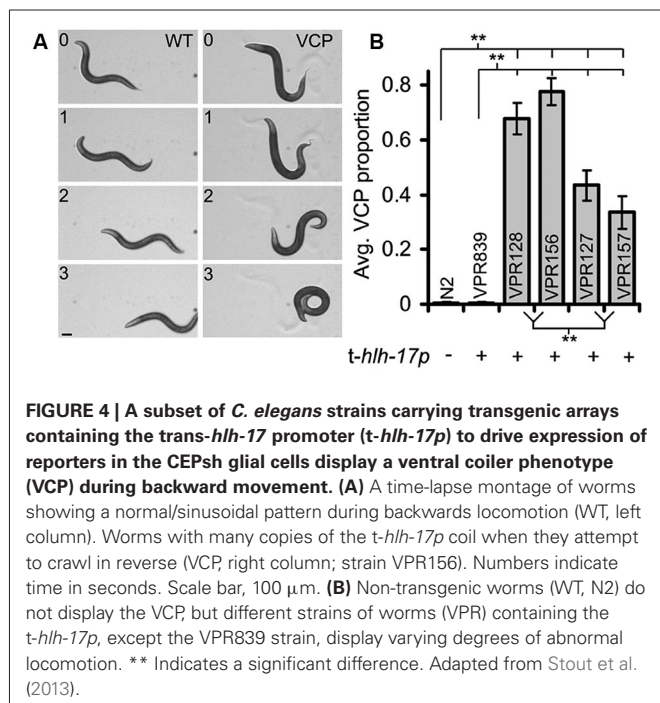 A
0 WT
0 VCP
1
1
2
2
3
3
B
**
**
Avg. VCP proportion
0.8
0.6
0.4
0.2
0
N2
VPR839
VPR128
VPR156
VPR127
VPR157
**
t-hlh-17p - + + + + +
FIGURE 4 | A subset of C. elegans strains carrying transgenic arrays
containing the trans-hlh-17 promoter (t-hlh-17p) to drive expression of
reporters in the CEPsh glial cells display a ventral coiler phenotype
(VCP) during backward movement. (A) A time-lapse montage of worms
showing a normal/sinusoidal pattern during backwards locomotion (WT, left
column). Worms with many copies of the t-hlh-17p coil when they attempt
to crawl in reverse (VCP, right column; strain VPR156). Numbers indicate
time in seconds. Scale bar, 100 μm. (B) Non-transgenic worms (WT, N2) do
not display the VCP, but different strains of worms (VPR) containing the
t-hlh-17p, except the VPR839 strain, display varying degrees of abnormal
locomotion. ** Indicates a significant difference. Adapted from Stout et al.
(2013).